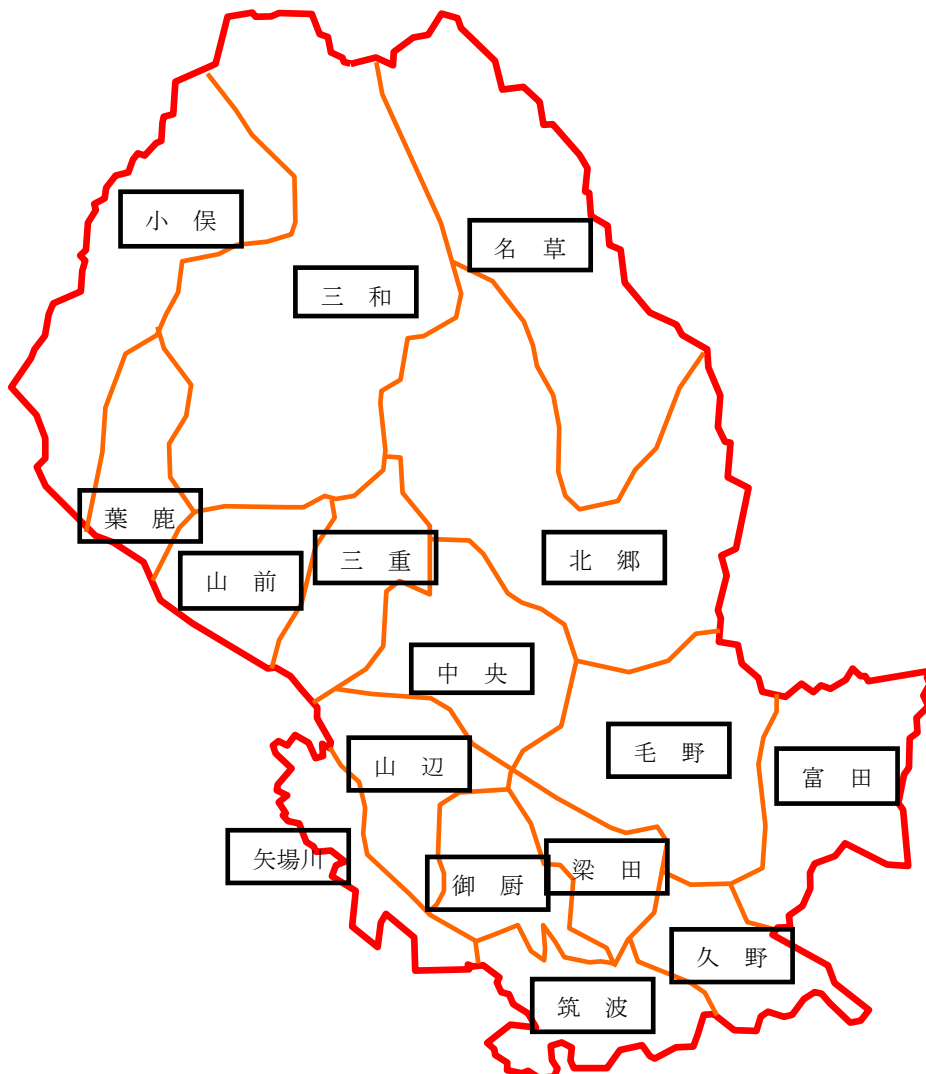 小　俣
名　草
三　和
葉　鹿
三　重
北　郷
山　前
中　央
毛　野
山　辺
富　田
矢場川
御　厨
梁　田
久　野
筑　波